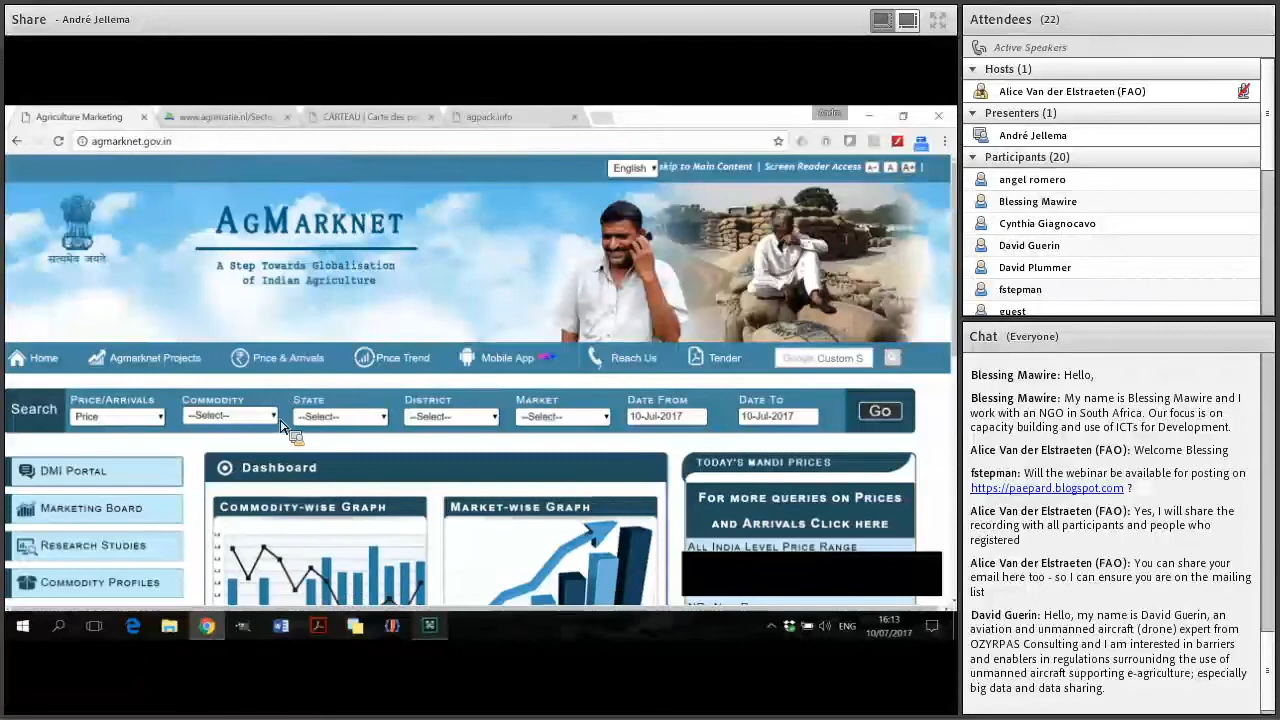 Share - André Jellema
Agriculture Marketing
www.agrimatie.nl/Secto
CARTEAU | Carte des po
agpack.info
Andre
agmarknet.gov.in
English
skip to Main Content | Screen Reader Access A- A A+ |
AgMarknet
सत्यमेव जयते
A Step Towards Globalisation
of Indian Agriculture
Home
Agmarknet Projects
Price & Arrivals
Price Trend
Mobile App
Reach Us
Tender
Google Custom S
Search
Price/Arrivals
Commodity
State
District
Market
Date From
Date To
Price
--Select--
--Select--
--Select--
--Select--
10-Jul-2017
10-Jul-2017
Go
DMI Portal
Marketing Board
Research Studies
Commodity Profiles
Dashboard
Commodity-wise Graph
Market-wise Graph
Today's Mandi Prices
For more queries on Prices
and Arrivals Click here
All India Level Price Range
ENG
16:13
10/07/2017
Attendees (22)
Active Speakers
Hosts (1)
Alice Van der Elstraeten (FAO)
Presenters (1)
André Jellema
Participants (20)
angel romero
Blessing Mawire
Cynthia Giagnocavo
David Guerin
David Plummer
fstepman
guest
Chat (Everyone)
Blessing Mawire: Hello,
Blessing Mawire: My name is Blessing Mawire and I
work with an NGO in South Africa. Our focus is on
capacity building and use of ICTs for Development.
Alice Van der Elstraeten (FAO): Welcome Blessing
fstepman: Will the webinar be available for posting on
https://paepard.blogspot.com ?
Alice Van der Elstraeten (FAO): Yes, I will share the
recording with all participants and people who
registered
Alice Van der Elstraeten (FAO): You can share your
email here too - so I can ensure you are on the mailing
list
David Guerin: Hello, my name is David Guerin, an
aviation and unmanned aircraft (drone) expert from
OZYRPAS Consulting and I am interested in barriers
and enablers in regulations surrouniding the use of
unmanned aircraft supporting e-agriculture; especially
big data and data sharing.